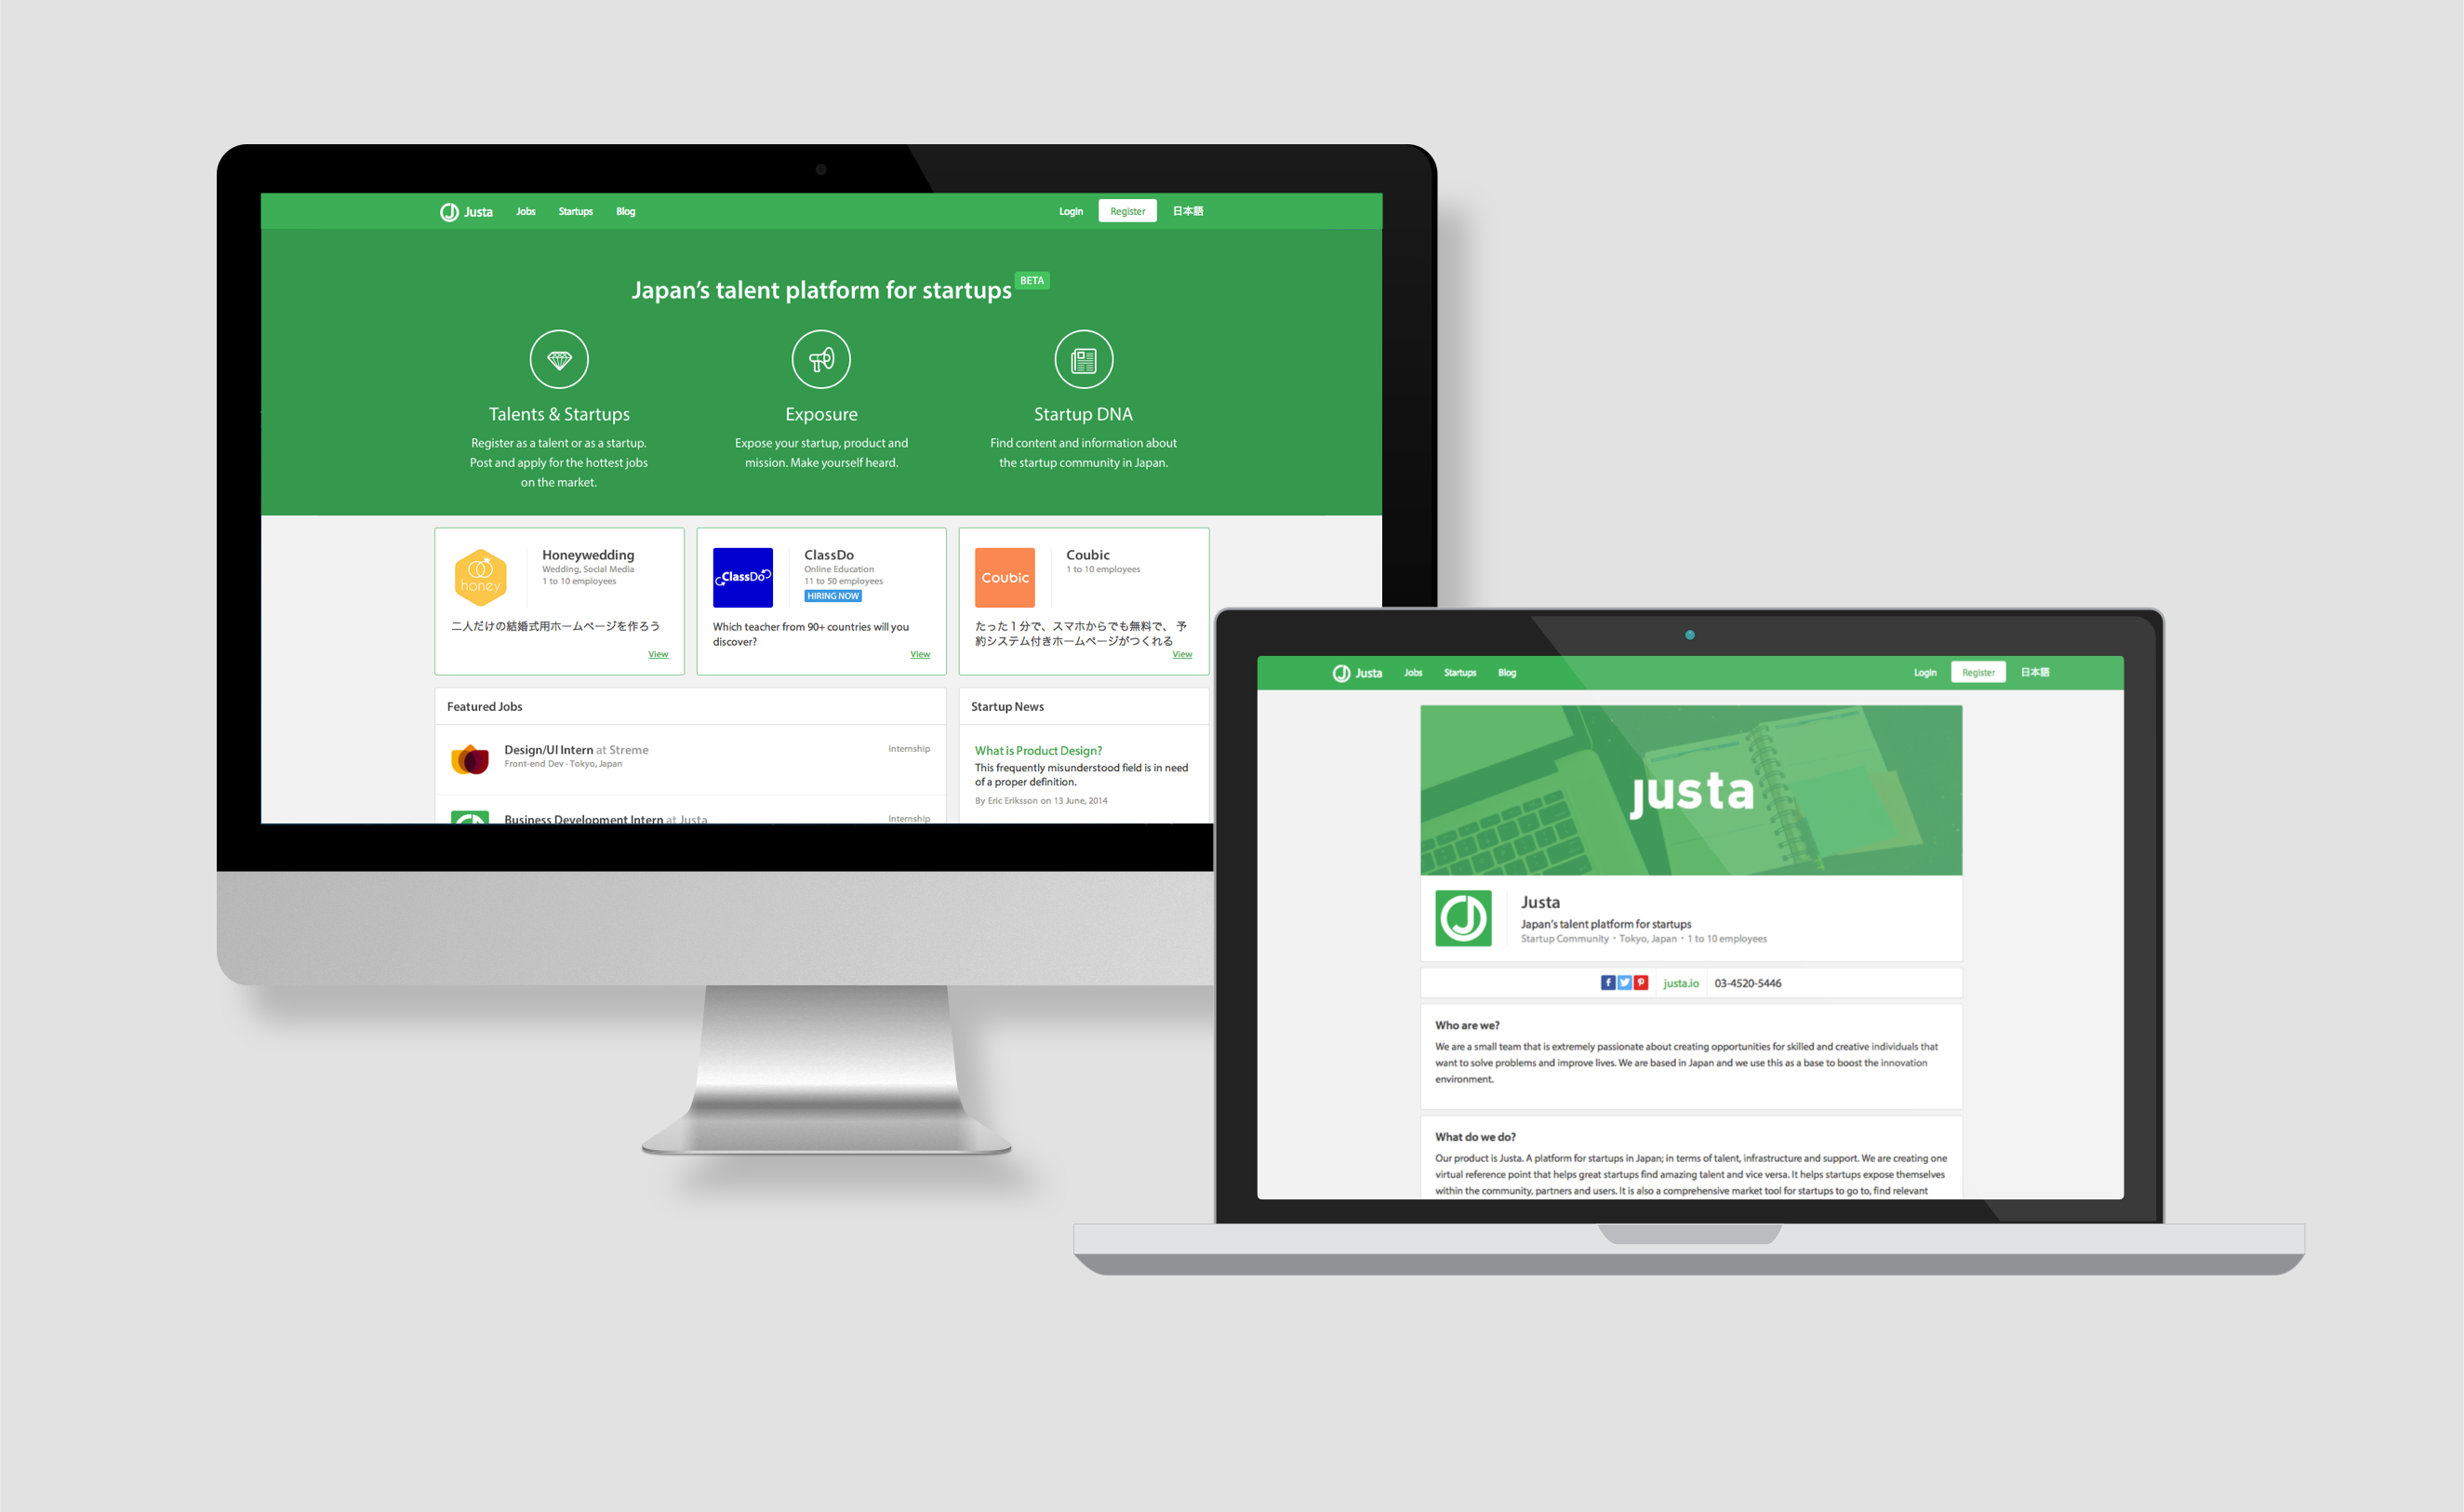 Justa
Jobs
Startups
Blog
Login
Register
日本語
Japan's talent platform for startups
BETA
Talents & Startups
Register as a talent or as a startup.
Post and apply for the hottest jobs
on the market.
Exposure
Expose your startup, product and
mission. Make yourself heard.
Startup DNA
Find content and information about
the startup community in Japan.
honey
Honeywedding
Wedding, Social Media
1 to 10 employees
二人だけの結婚式用ホームページを作ろう
View
ClassDo
ClassDo
Online Education
11 to 50 employees
HIRING NOW
Which teacher from 90+ countries will you
discover?
View
Coubic
Coubic
1 to 10 employees
たった1分で、スマホからでも無料で、 予
約システム付きホームページがつくれる
View
Featured Jobs
Design/UI Intern at Streme
Front-end Dev · Tokyo, Japan
Internship
Business Development Intern at Justa
Internship
Startup News
What is Product Design?
This frequently misunderstood field is in need
of a proper definition.
By Eric Eriksson on 13 June, 2014
Justa
Jobs
Startups
Blog
Login
Register
日本語
justa
Justa
Japan's talent platform for startups
Startup Community • Tokyo, Japan • 1 to 10 employees
justa.io
03-4520-5446
Who are we?
We are a small team that is extremely passionate about creating opportunities for skilled and creative individuals that
want to solve problems and improve lives. We are based in Japan and we use this as a base to boost the innovation
environment.
What do we do?
Our product is Justa. A platform for startups in Japan; in terms of talent, infrastructure and support. We are creating one
virtual reference point that helps great startups find amazing talent and vice versa. It helps startups expose themselves
within the community, partners and users. It is also a comprehensive market tool for startups to go to, find relevant